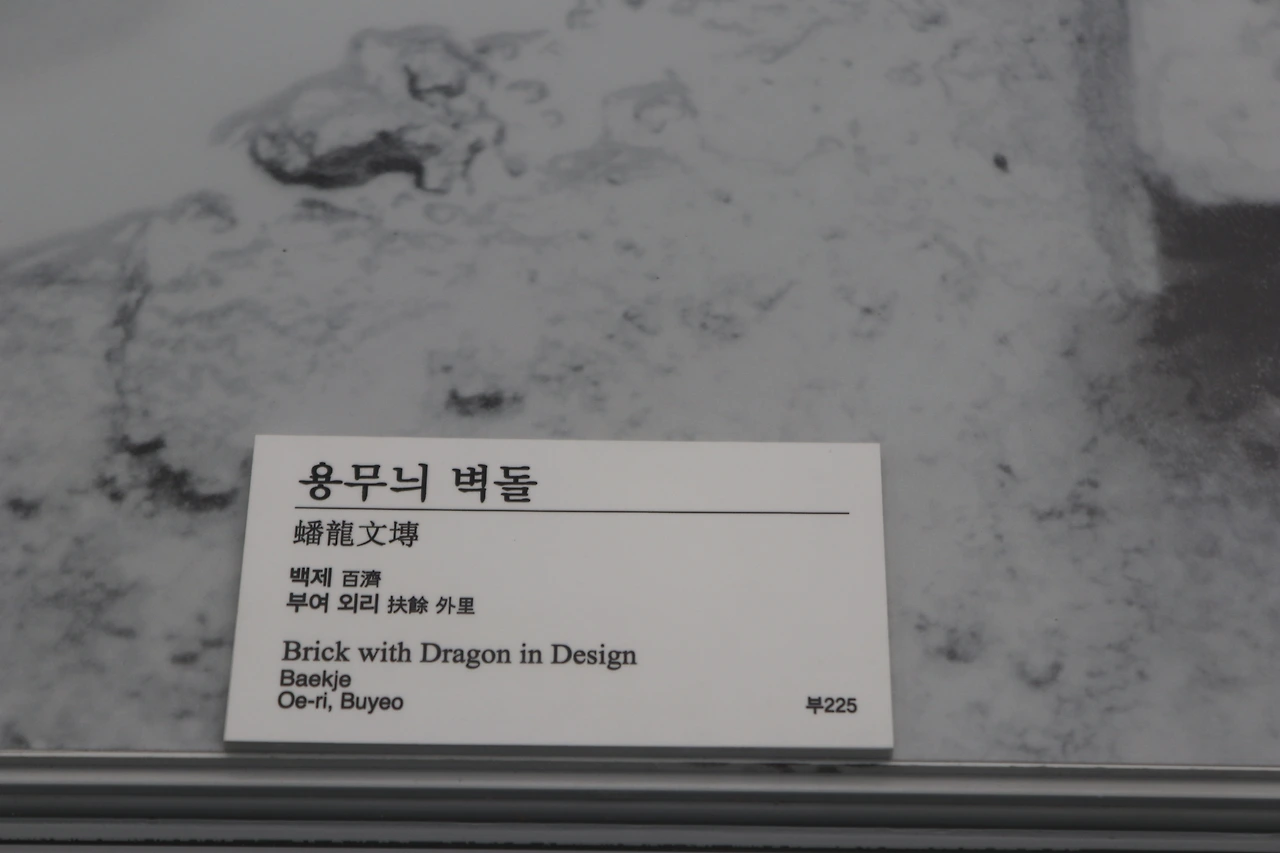 용무늬 벽돌
蟠龍文塼
백제 百濟
부여 외리 扶餘 外里
Brick with Dragon in Design
Baekje
Oe-ri, Buyeo
부225